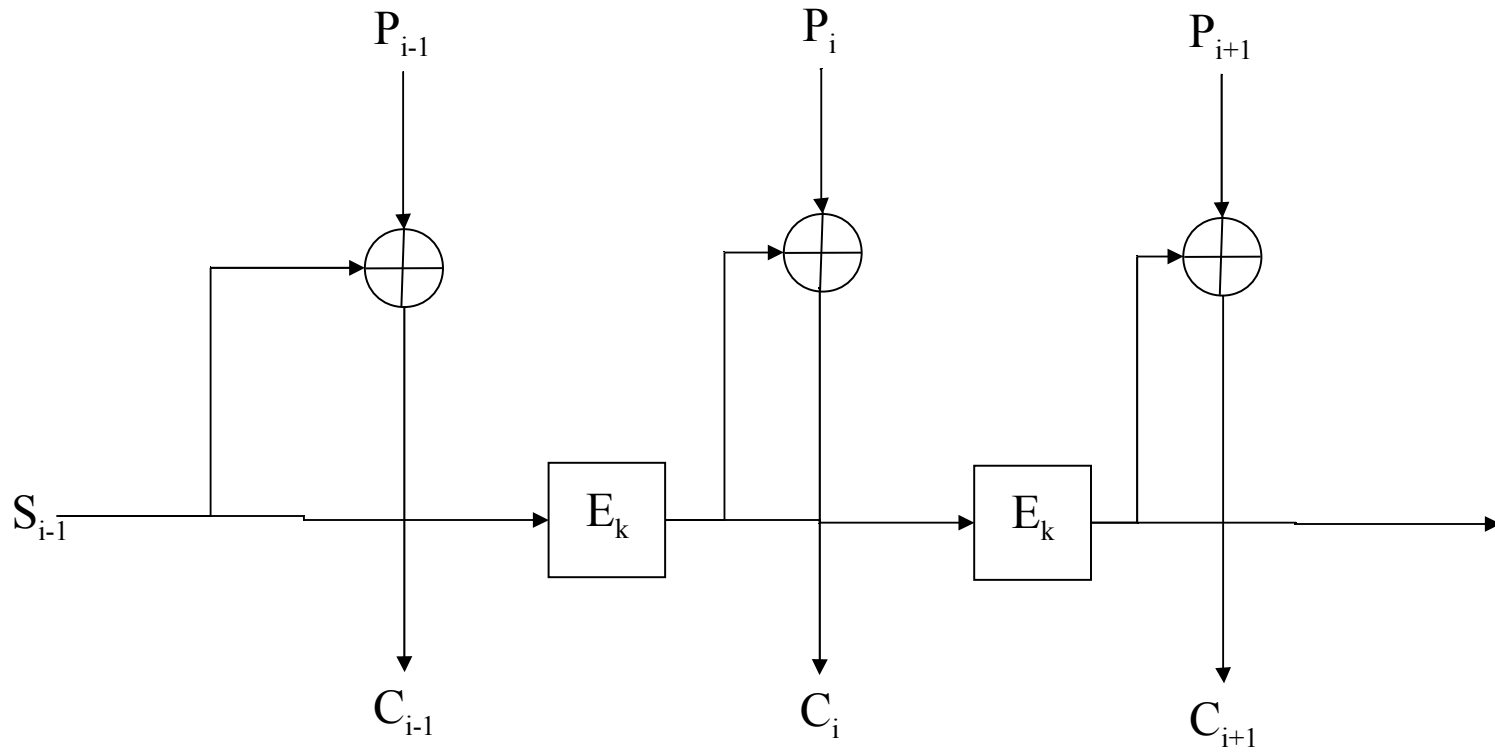 P_{i-1} P_i P_{i+1}
S_{i-1} E_k E_k
C_{i-1} C_i C_{i+1}